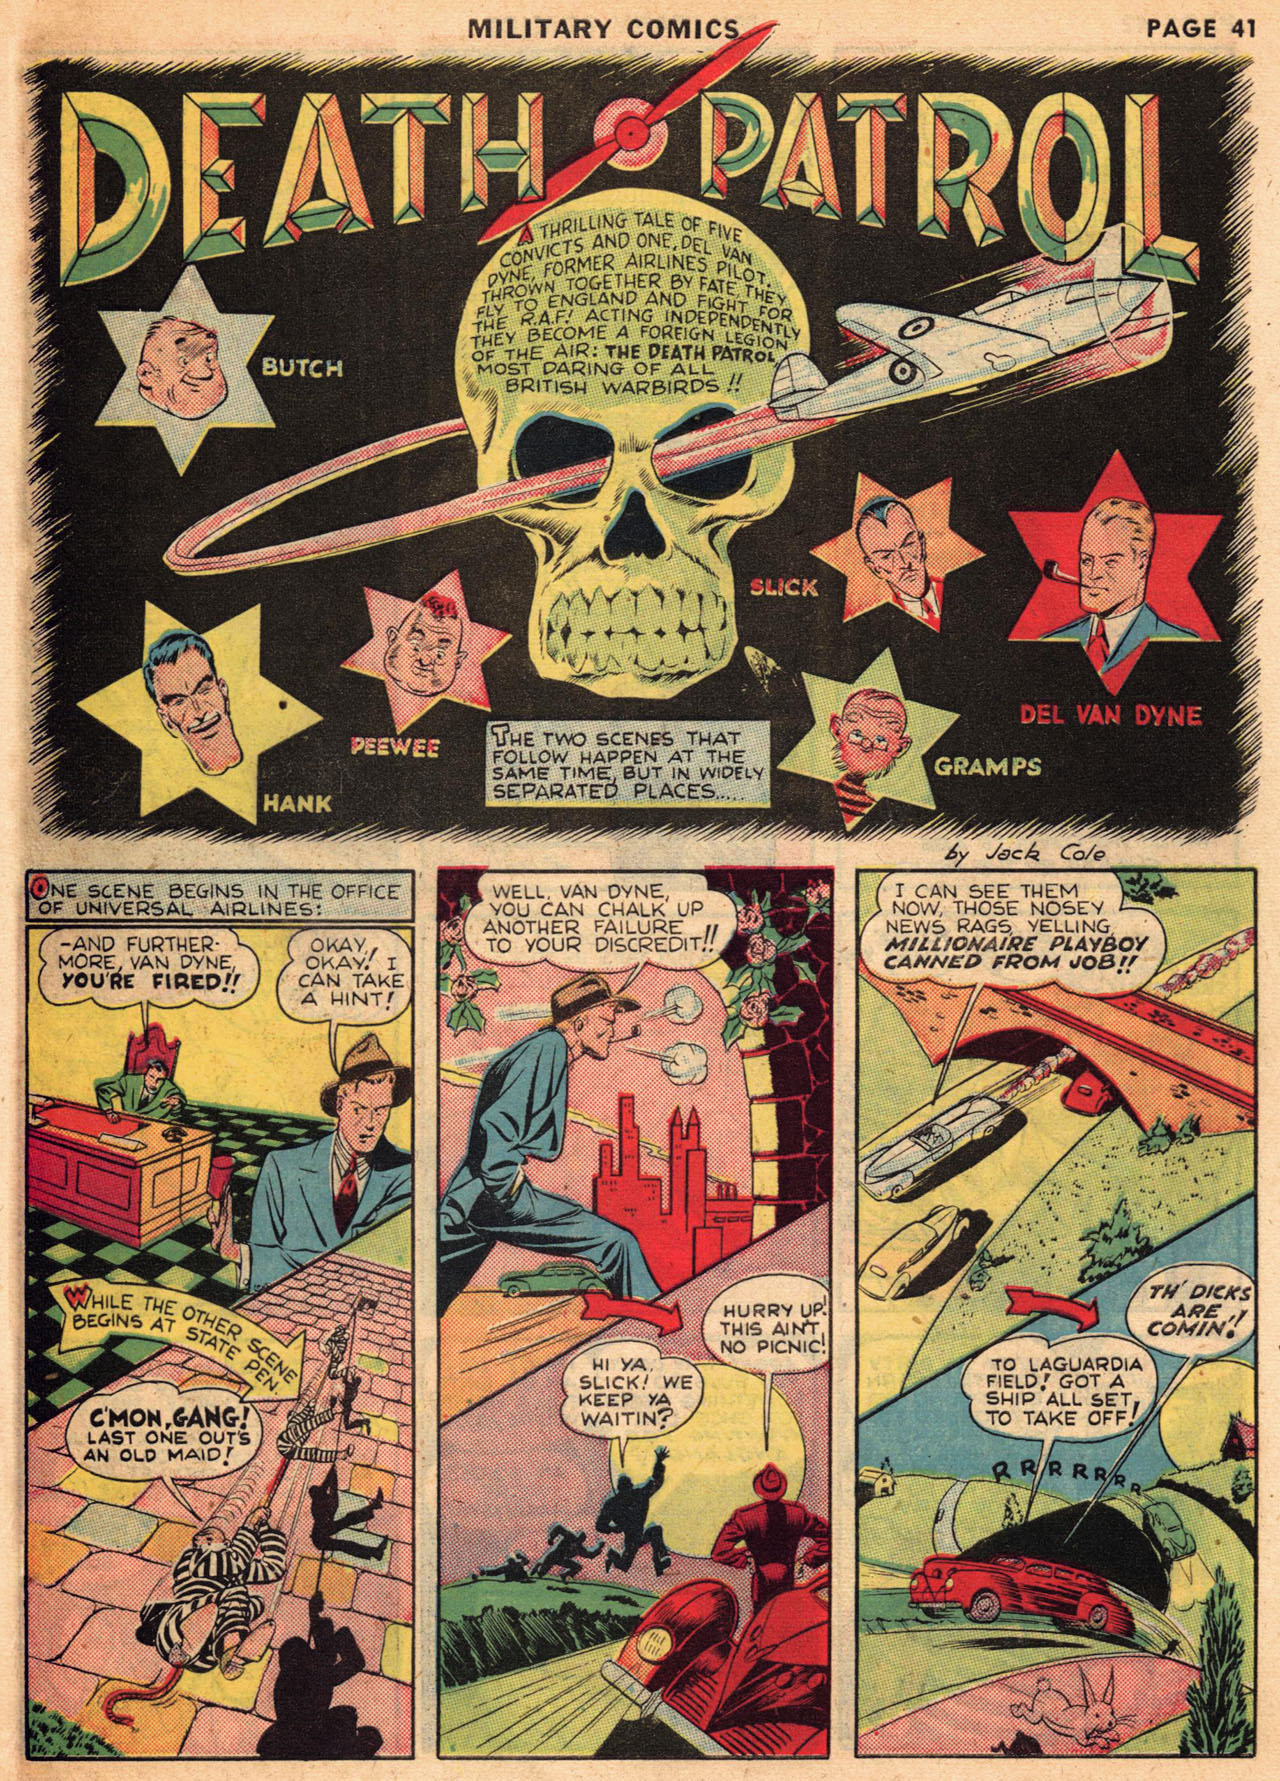 MILITARY COMICS
PAGE 41
DEATH PATROL
A THRILLING TALE OF FIVE
CONVICTS AND ONE, DEL VAN
DYNE, FORMER AIRLINES PILOT.
THROWN TOGETHER BY FATE THEY
FLY TO ENGLAND AND FIGHT FOR
THE R.A.F! ACTING INDEPENDENTLY
THEY BECOME A FOREIGN LEGION
OF THE AIR: THE DEATH PATROL
MOST DARING OF ALL
BRITISH WARBIRDS!!
BUTCH
SLICK
DEL VAN DYNE
PEEWEE
GRAMPS
HANK
THE TWO SCENES THAT
FOLLOW HAPPEN AT THE
SAME TIME, BUT IN WIDELY
SEPARATED PLACES.....
by Jack Cole
ONE SCENE BEGINS IN THE OFFICE
OF UNIVERSAL AIRLINES:
-AND FURTHER-
MORE, VAN DYNE,
YOU'RE FIRED!!
OKAY,
OKAY! I
CAN TAKE
A HINT!
WHILE THE OTHER SCENE
BEGINS AT STATE PEN.
C'MON, GANG!
LAST ONE OUT'S
AN OLD MAID!
WELL, VAN DYNE,
YOU CAN CHALK UP
ANOTHER FAILURE
TO YOUR DISCREDIT!!
HURRY UP!
THIS AIN'T
NO PICNIC!
HI YA,
SLICK! WE
KEEP YA
WAITIN'?
I CAN SEE THEM
NOW, THOSE NOSEY
NEWS RAGS, YELLING,
MILLIONAIRE PLAYBOY
CANNED FROM JOB!!
TH' DICKS
ARE
COMIN'!
TO LAGUARDIA
FIELD! GOT A
SHIP ALL SET
TO TAKE OFF!
RRRRRRR